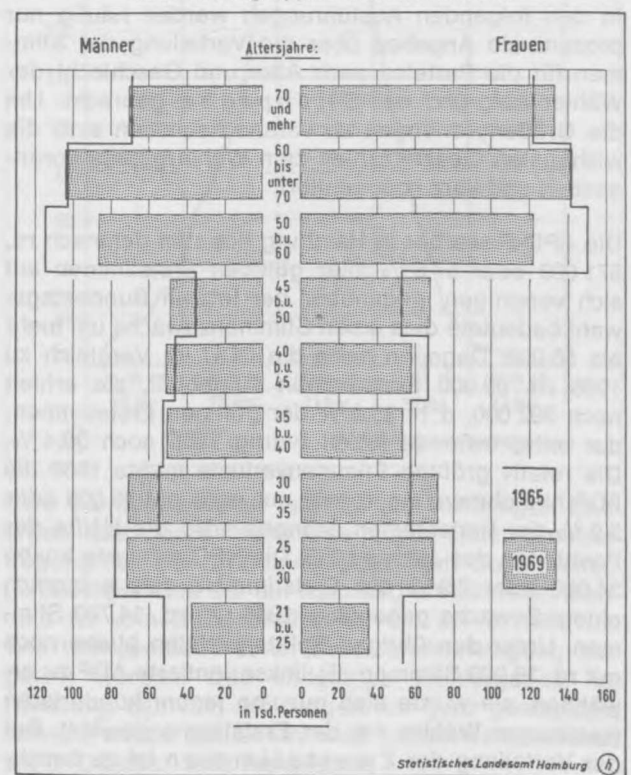 Männer
Altersjahre:
Frauen
70
und
mehr
60
bis
unter
70
50
b.u.
60
45
b.u.
50
40
b.u.
45
35
b.u.
40
30
b.u.
35
1965
25
b.u.
30
1969
21
b.u.
25
120 100 80 60 40 20 0 0 20 40 60 80 100 120 140 160
in Tsd. Personen
Statistisches Landesamt Hamburg h